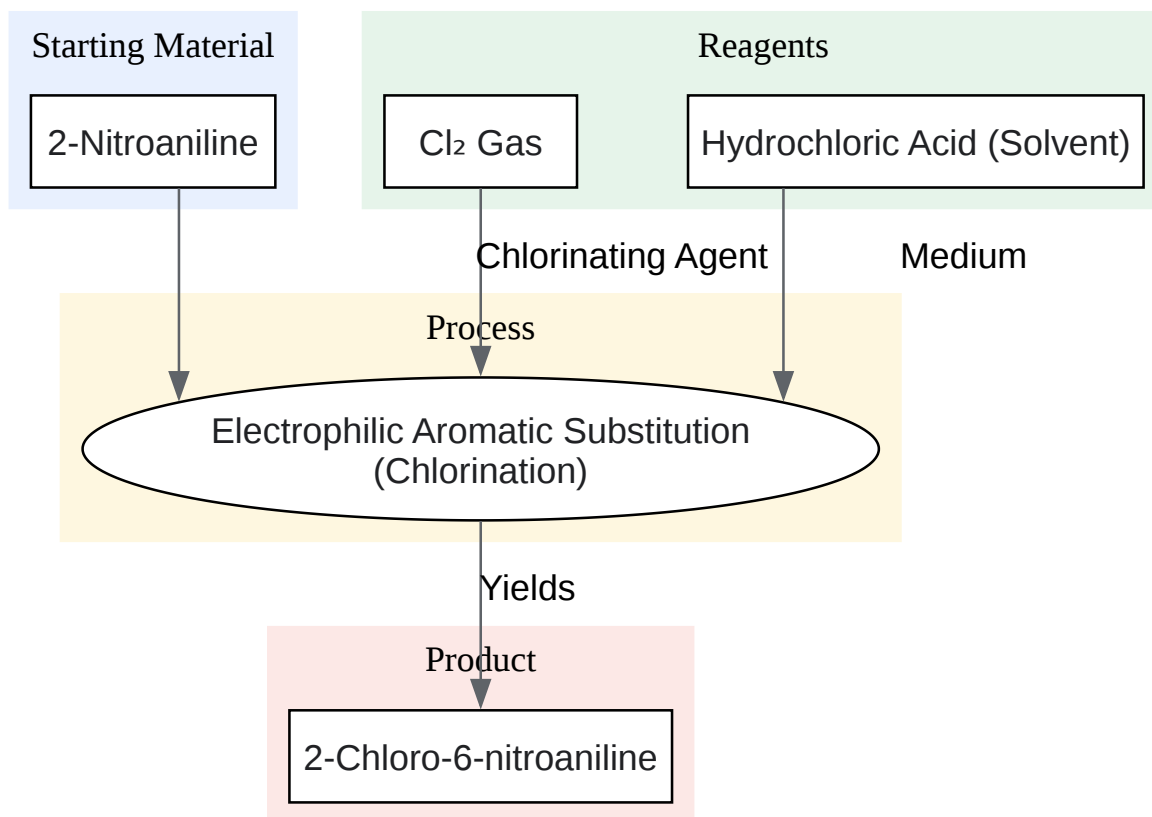 Starting Material
Reagents
2-Nitroaniline
Cl₂ Gas
Hydrochloric Acid (Solvent)
Chlorinating Agent
Medium
Process
Electrophilic Aromatic Substitution
(Chlorination)
Yields
Product
2-Chloro-6-nitroaniline